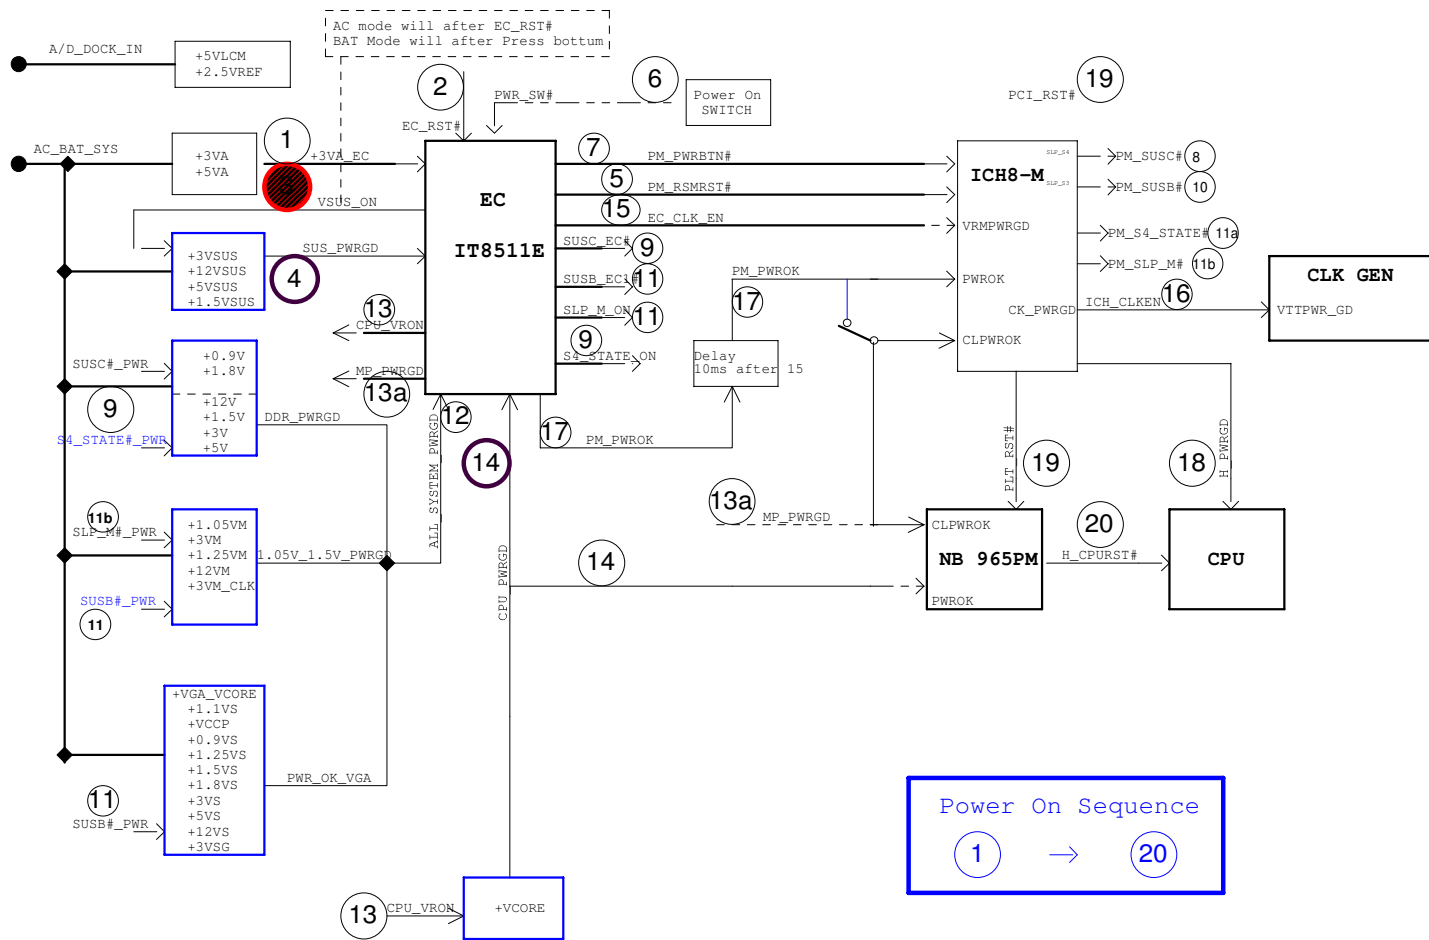 AC mode will after EC_RST#
BAT Mode will after Press bottum
A/D_DOCK_IN
+5VLCM
+2.5VREF
2
PWR_SW#
6
Power On
SWITCH
19
PCI_RST#
EC_RST#
1
AC_BAT_SYS
+3VA
+5VA
+3VA_EC
VSUS_ON
EC
IT8511E
7
PM_PWRBTN#
5
PM_RSMRST#
15
EC_CLK_EN
SUSC_EC#
9
SUSB_EC1#
11
SLP_M_ON
11
9
S4_STATE_ON
ICH8-M
SLP_S4
SLP_S3
VRMPWRGD
PWROK
CK_PWRGD
CLPWROK
PM_SUSC#
8
PM_SUSB#
10
PM_S4_STATE#
11a
PM_SLP_M#
11b
ICH_CLKEN
16
CLK GEN
VTTPWR_GD
+3VSUS
+12VSUS
+5VSUS
+1.5VSUS
SUS_PWRGD
4
13
CPU_VRON
MP_PWRGD
13a
12
PM_PWROK
17
Delay
10ms after 15
17
PM_PWROK
SUSC#_PWR
9
S4_STATE#_PWR
+0.9V
+1.8V
+12V
+1.5V
+3V
+5V
DDR_PWRGD
14
ALL_SYSTEM_PWRGD
CPU_PWRGD
PLT_RST#
19
18
H_PWRGD
11b
SLP_M#_PWR
SUSB#_PWR
11
+1.05VM
+3VM
+1.25VM
+12VM
+3VM_CLK
1.05V_1.5V_PWRGD
13a
MP_PWRGD
14
CLPWROK
NB 965PM
PWROK
20
H_CPURST#
CPU
+VGA_VCORE
+1.1VS
+VCCP
+0.9VS
+1.25VS
+1.5VS
+1.8VS
+3VS
+5VS
+12VS
+3VSG
PWR_OK_VGA
11
SUSB#_PWR
13
CPU_VRON
+VCORE
Power On Sequence
1 → 20